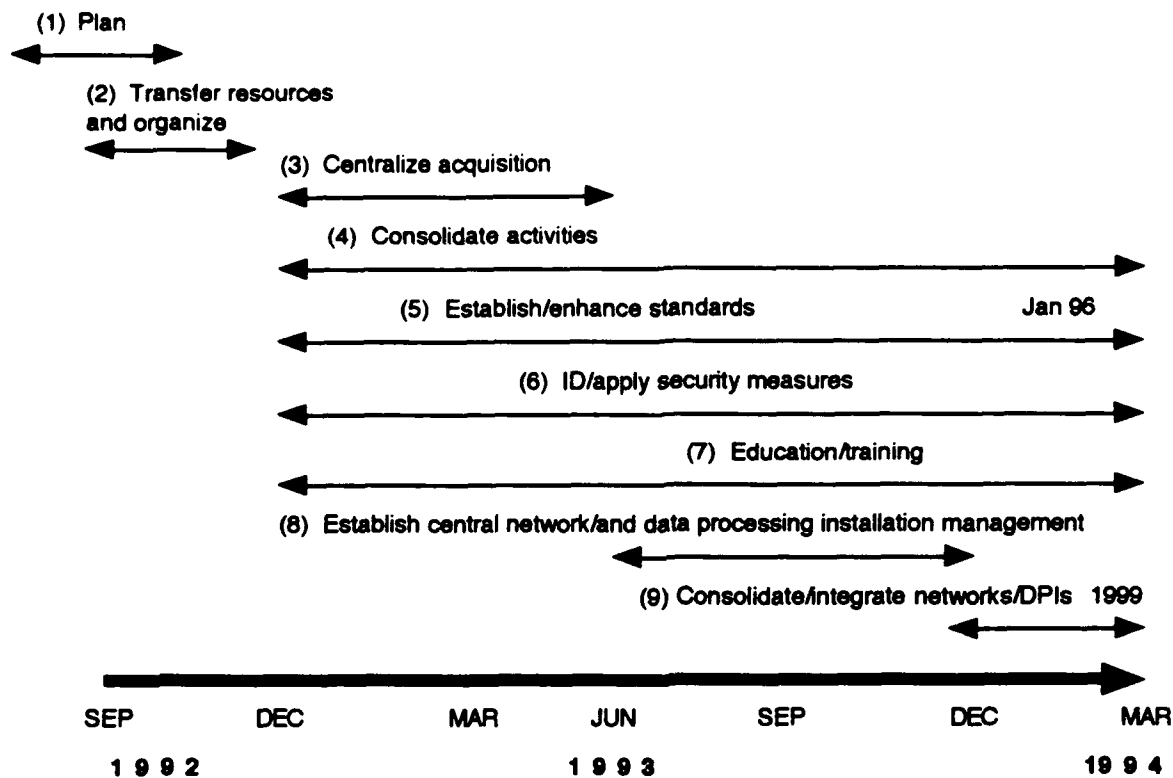 (1) Plan
(2) Transfer resources
and organize
(3) Centralize acquisition
(4) Consolidate activities
(5) Establish/enhance standards Jan 96
(6) ID/apply security measures
(7) Education/training
(8) Establish central network/and data processing installation management
(9) Consolidate/integrate networks/DPIs 1999
SEP DEC MAR JUN SEP DEC MAR
1992 1993 1994